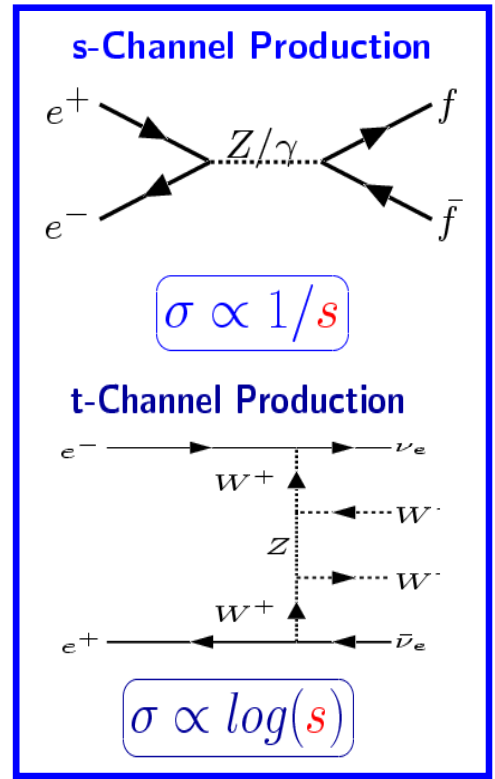 s-Channel Production
e⁺ Z/γ f
e⁻ f̄
σ ∝ 1/s
t-Channel Production
e⁻ νₑ
W⁺
W
Z
W
W⁺
e⁺ ν̄ₑ
σ ∝ log(s)